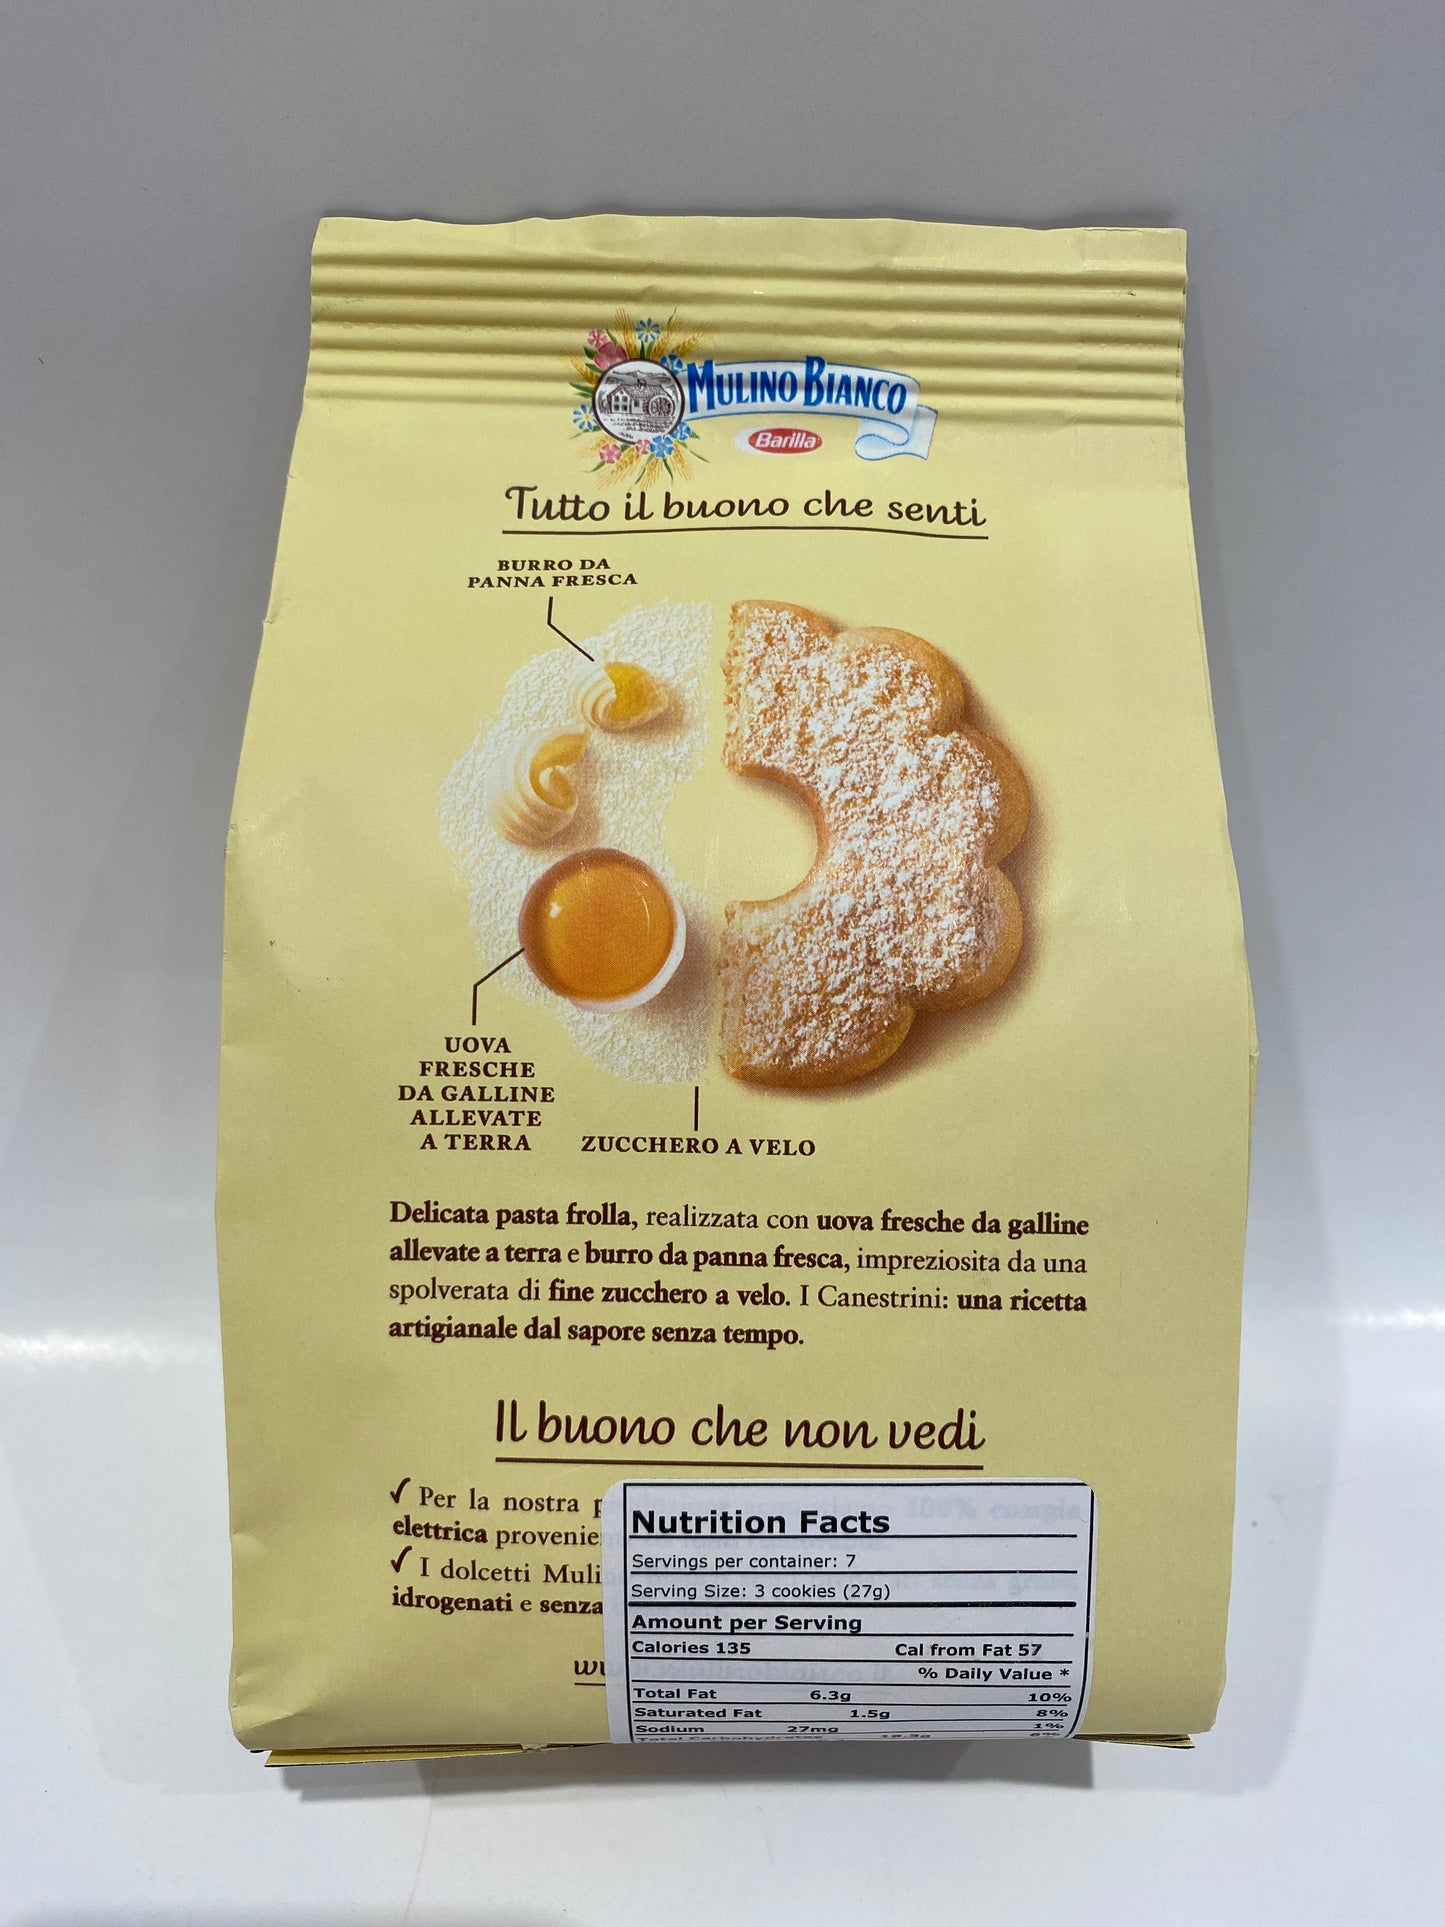 MULINO BIANCO
Barilla
Tutto il buono che senti
BURRO DA
PANNA FRESCA
UOVA
FRESCHE
DA GALLINE
ALLEVATE
A TERRA
ZUCCHERO A VELO
Delicata pasta frolla, realizzata con uova fresche da galline
allevate a terra e burro da panna fresca, impreziosita da una
spolverata di fine zucchero a velo. I Canestrini: una ricetta
artigianale dal sapore senza tempo.
Il buono che non vedi
✓ Per la nostra
elettrica
✓ I dolcetti
idrogenati e senza
Nutrition Facts
Servings per container: 7
Serving Size: 3 cookies (27g)
Amount per Serving
Calories 135 Cal from Fat 57
% Daily Value *
Total Fat 6.3g 10%
Saturated Fat 1.5g 8%
Sodium 27mg 1%
Total Carbohydrates